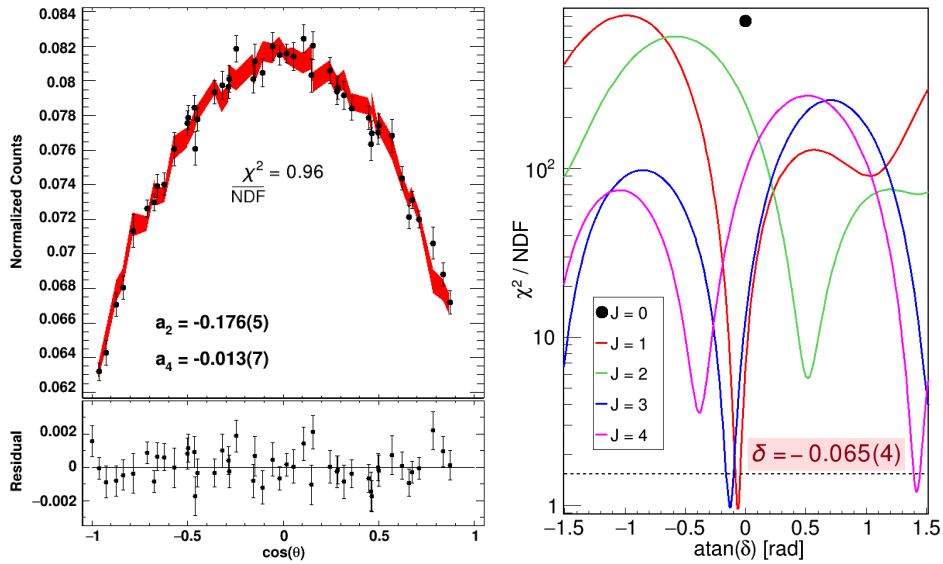 0.084
0.082
0.08
0.078
0.076
0.074
0.072
0.07
0.068
0.066
0.064
0.062
Normalized Counts
χ² = 0.96
NDF
a₂ = -0.176(5)
a₄ = -0.013(7)
0.002
0
−0.002
Residual
−1
−0.5
0
0.5
1
cos(θ)
χ² / NDF
10²
10
1
J = 0
J = 1
J = 2
J = 3
J = 4
δ = − 0.065(4)
−1.5
−1
−0.5
0
0.5
1
1.5
atan(δ) [rad]